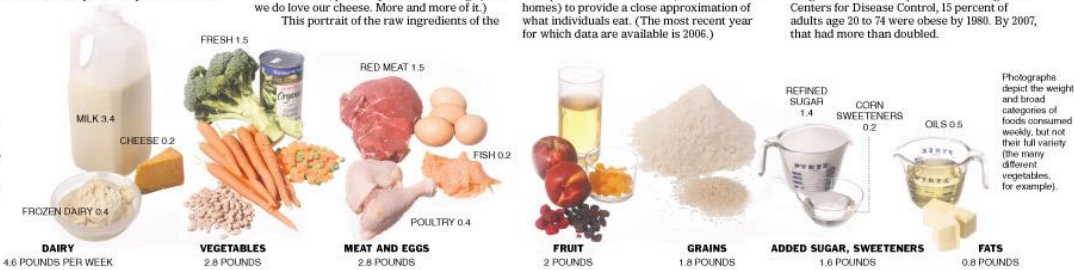 we do love our cheese. More and more of it.)
This portrait of the raw ingredients of the
homes) to provide a close approximation of
what individuals eat. (The most recent year
for which data are available is 2006.)
Centers for Disease Control, 15 percent of
adults age 20 to 74 were obese by 1980. By 2007,
that had more than doubled.
MILK 3.4
CHEESE 0.2
FROZEN DAIRY 0.4
DAIRY
4.6 POUNDS PER WEEK
FRESH 1.5
Organic
VEGETABLES
2.8 POUNDS
RED MEAT 1.5
FISH 0.2
POULTRY 0.4
MEAT AND EGGS
2.8 POUNDS
FRUIT
2 POUNDS
GRAINS
1.8 POUNDS
REFINED
SUGAR
1.4
CORN
SWEETENERS
0.2
PYREX
ADDED SUGAR, SWEETENERS
1.6 POUNDS
OILS 0.5
PYREX
FATS
0.8 POUNDS
Photographs
depict the weight
and broad
categories of
foods consumed
weekly, but not
their full variety
(the many
different
vegetables,
for example).